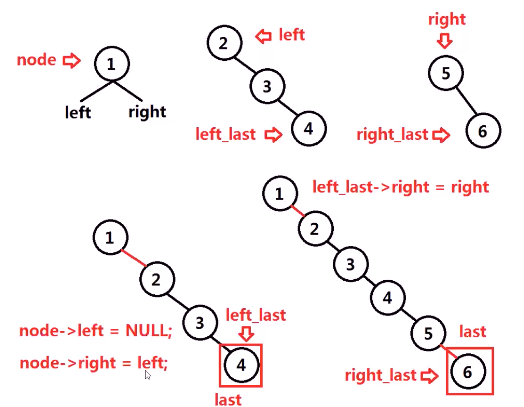 node
1
left
right
2
left
3
left_last
4
right
5
right_last
6
1
2
3
left_last
4
last
node->left = NULL;
node->right = left;
left_last->right = right
1
2
3
4
5
last
right_last
6